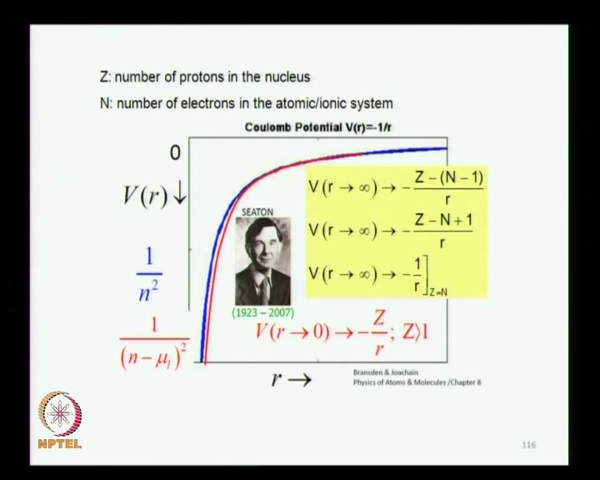 Z: number of protons in the nucleus
N: number of electrons in the atomic/ionic system
Coulomb Potential V(r)=-1/r
0
V(r) ↓
V(r → ∞) → - Z – (N – 1) / r
SEATON
V(r → ∞) → - Z – N + 1 / r
1 / n²
V(r → ∞) → - 1 / r ]Z=N
(1923 – 2007)
1 / (n – μl)²
V(r → 0) → - Z / r ; Z⟩1
r →
Bransden & Joachain
Physics of Atoms & Molecules /Chapter 8
NPTEL
116